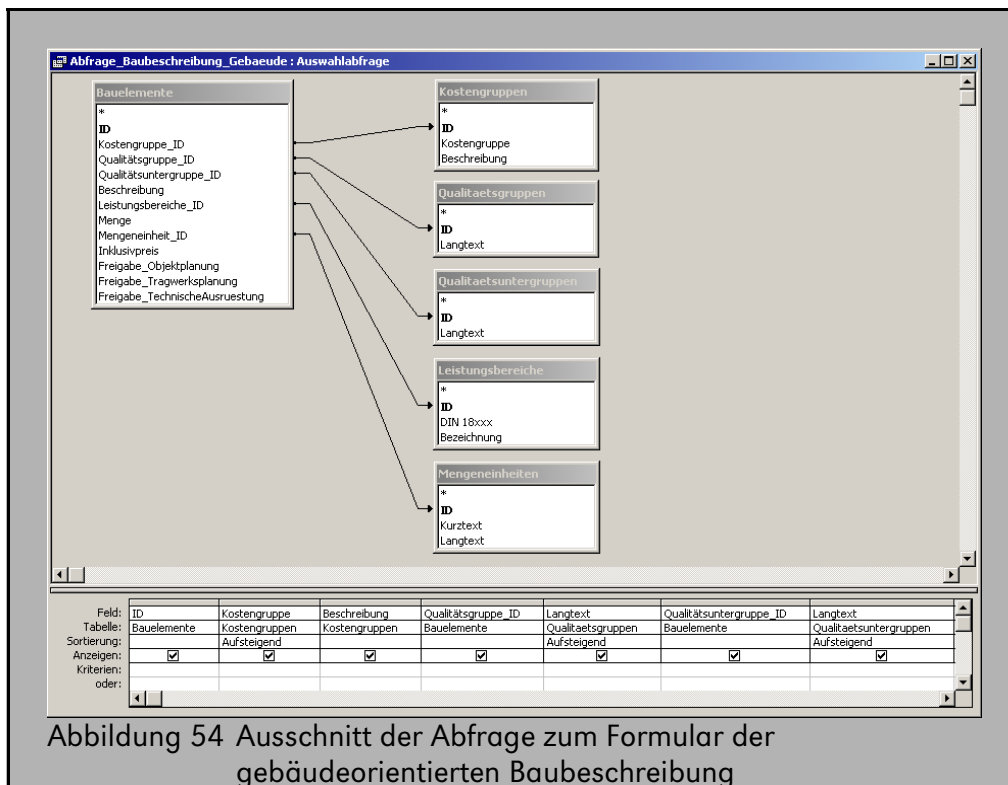 Abfrage_Baubeschreibung_Gebaeude : Auswahlabfrage
Bauelemente
*
ID
Kostengruppe_ID
Qualitätsgruppe_ID
Qualitätsuntergruppe_ID
Beschreibung
Leistungsbereiche_ID
Menge
Mengeneinheit_ID
Inklusivpreis
Freigabe_Objektplanung
Freigabe_Tragwerksplanung
Freigabe_TechnischeAusruestung
Kostengruppen
*
ID
Kostengruppe
Beschreibung
Qualitaetsgruppen
*
ID
Langtext
Qualitaetsuntergruppen
*
ID
Langtext
Leistungsbereiche
*
ID
DIN 18xxx
Bezeichnung
Mengeneinheiten
*
ID
Kurztext
Langtext
Feld: ID Kostengruppe Beschreibung Qualitätsgruppe_ID Langtext Qualitätsuntergruppe_ID Langtext
Tabelle: Bauelemente Kostengruppen Kostengruppen Bauelemente Qualitaetsgruppen Bauelemente Qualitaetsuntergruppen
Sortierung: Aufsteigend Aufsteigend Aufsteigend
Anzeigen:
Kriterien:
oder:
Abbildung 54 Ausschnitt der Abfrage zum Formular der
gebäudeorientierten Baubeschreibung